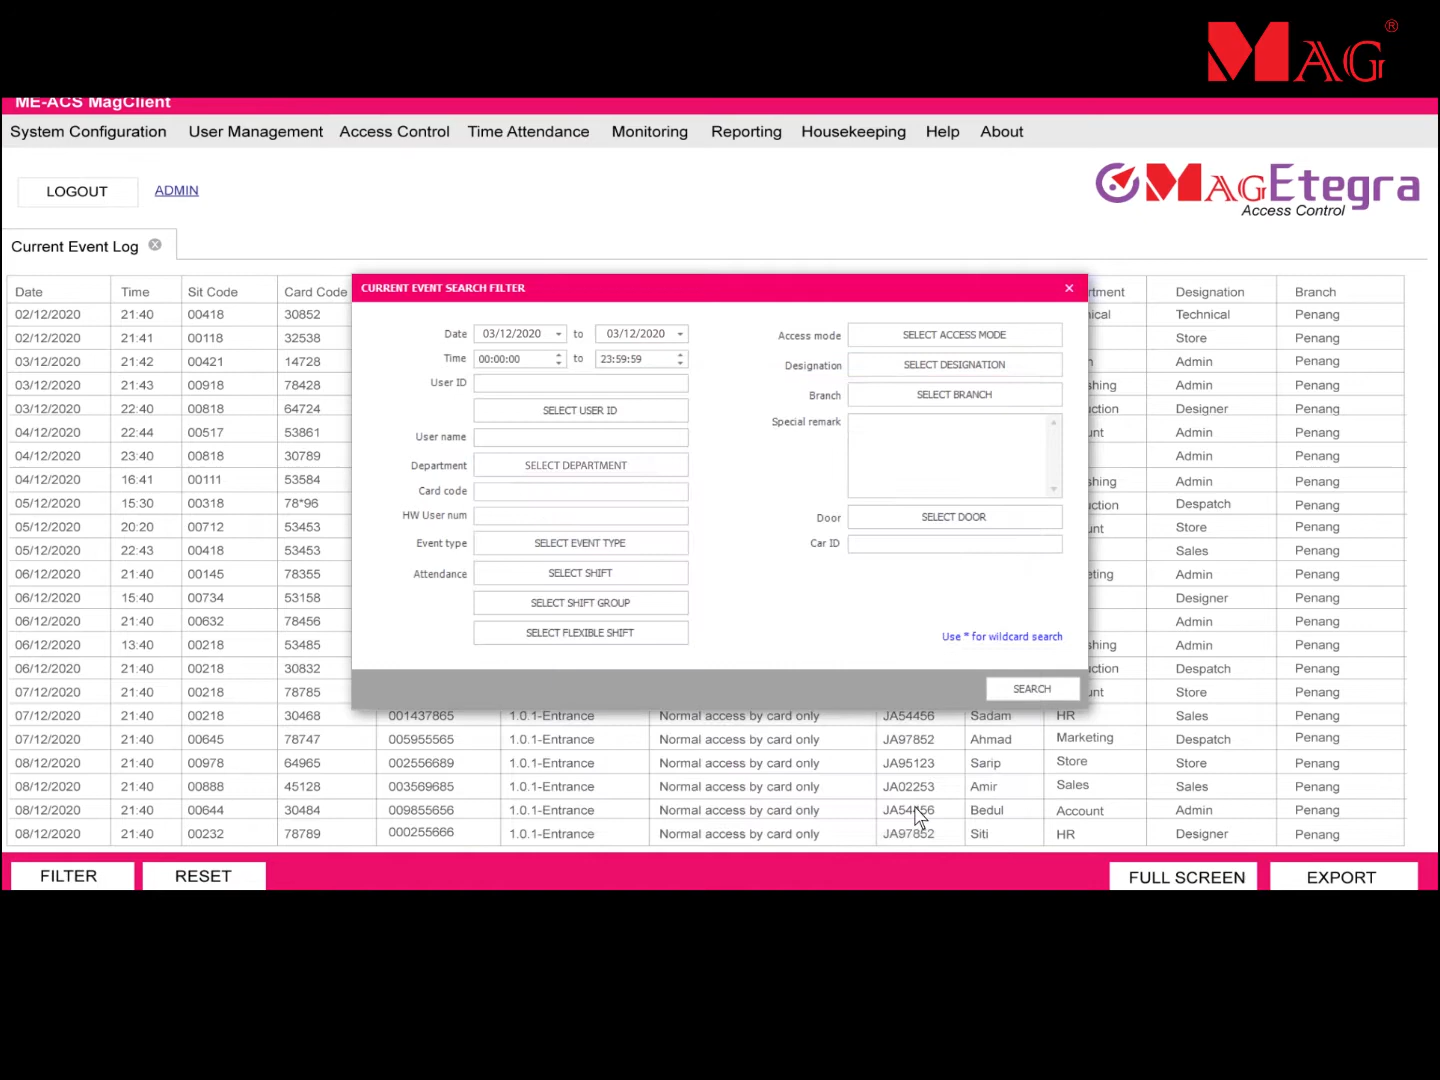 MAG®
ME-ACS MagClient
System Configuration User Management Access Control Time Attendance Monitoring Reporting Housekeeping Help About
LOGOUT ADMIN
MAGEtegra
Access Control
Current Event Log
Date Time Sit Code Card Code rtment Designation Branch
02/12/2020 21:40 00418 30852 ical Technical Penang
02/12/2020 21:41 00118 32538 Store Penang
03/12/2020 21:42 00421 14728 n Admin Penang
03/12/2020 21:43 00918 78428 shing Admin Penang
03/12/2020 22:40 00818 64724 ction Designer Penang
04/12/2020 22:44 00517 53861 unt Admin Penang
04/12/2020 23:40 00818 30789 Admin Penang
04/12/2020 16:41 00111 53584 shing Admin Penang
05/12/2020 15:30 00318 78*96 uction Despatch Penang
05/12/2020 20:20 00712 53453 unt Store Penang
05/12/2020 22:43 00418 53453 Sales Penang
06/12/2020 21:40 00145 78355 eting Admin Penang
06/12/2020 15:40 00734 53158 Designer Penang
06/12/2020 21:40 00632 78456 Admin Penang
06/12/2020 13:40 00218 53485 shing Admin Penang
06/12/2020 21:40 00218 30832 uction Despatch Penang
07/12/2020 21:40 00218 78785 unt Store Penang
07/12/2020 21:40 00218 30468 001437865 1.0.1-Entrance Normal access by card only JA54456 Sadam HR Sales Penang
07/12/2020 21:40 00645 78747 005955565 1.0.1-Entrance Normal access by card only JA97852 Ahmad Marketing Despatch Penang
08/12/2020 21:40 00978 64965 002556689 1.0.1-Entrance Normal access by card only JA95123 Sarip Store Store Penang
08/12/2020 21:40 00888 45128 003569685 1.0.1-Entrance Normal access by card only JA02253 Amir Sales Sales Penang
08/12/2020 21:40 00644 30484 009855656 1.0.1-Entrance Normal access by card only JA54456 Bedul Account Admin Penang
08/12/2020 21:40 00232 78789 000255666 1.0.1-Entrance Normal access by card only JA97852 Siti HR Designer Penang
CURRENT EVENT SEARCH FILTER
Date 03/12/2020 to 03/12/2020
Time 00:00:00 to 23:59:59
User ID
SELECT USER ID
User name
Department SELECT DEPARTMENT
Card code
HW User num
Event type SELECT EVENT TYPE
Attendance SELECT SHIFT
SELECT SHIFT GROUP
SELECT FLEXIBLE SHIFT
Access mode SELECT ACCESS MODE
Designation SELECT DESIGNATION
Branch SELECT BRANCH
Special remark
Door SELECT DOOR
Car ID
Use * for wildcard search
SEARCH
FILTER RESET FULL SCREEN EXPORT